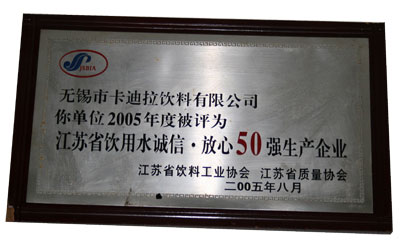 JBIA
无锡市卡迪拉饮料有限公司
你单位2005年度被评为
江苏省饮用水诚信·放心50强生产企业
江苏省饮料工业协会 江苏省质量协会
二00五年八月